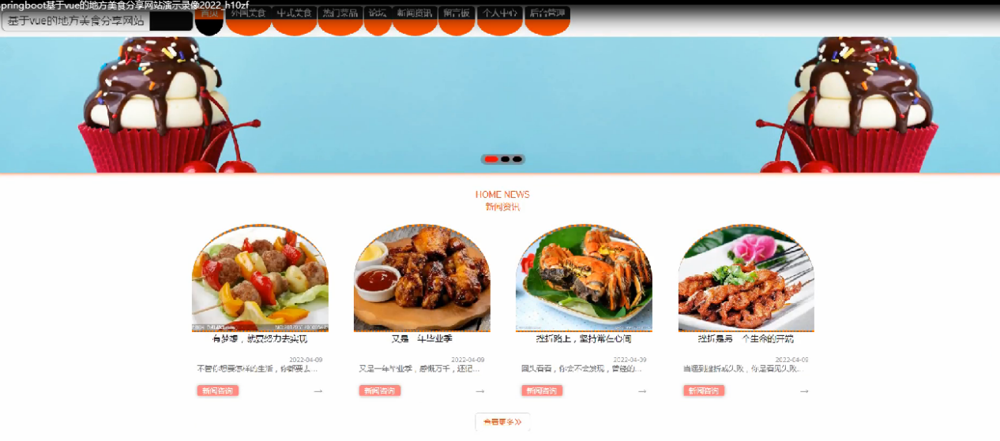 springboot基于vue的地方美食分享网站演示录像2022_h10zf
基于vue的地方美食分享网站
首页 外国美食 中式美食 热门菜品 论坛 新闻资讯 留言板 个人中心 后台管理
HOME NEWS
新闻资讯
有梦想，就要努力去实现 又是一年毕业季 挫折路上，坚持常在心间 挫折是另一个生命的开端
2022-04-09 2022-04-09 2022-04-09 2022-04-09
不管你想要怎样的生活，你都要去... 又是一年毕业季，感慨万千，还记... 回头看看，你会不会发现，曾经的... 当遇到挫折或失败，你是看见失败...
新闻咨询 → 新闻咨询 → 新闻咨询 → 新闻咨询 →
查看更多